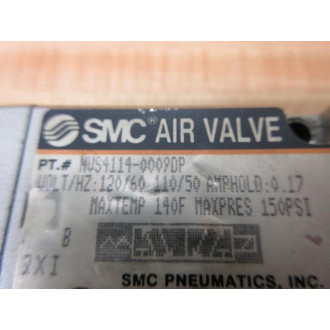 SMC® AIR VALVE
PT.# NVS4114-0009DP
VOLT/HZ:120/60 110/50 AMPHOLD:0.17
MAXTEMP 140F MAXPRES 150PSI
B
QXI
SMC PNEUMATICS, INC.